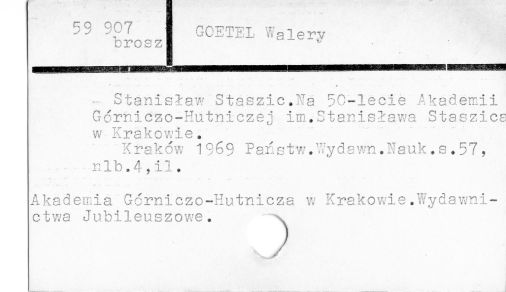 59 907
brosz
GOETEL Walery
- Stanisław Staszic.Na 50-lecie Akademii
Górniczo-Hutniczej im.Stanisława Staszica
w Krakowie.
Kraków 1969 Państw.Wydawn.Nauk.s.57,
nlb.4,il.
Akademia Górniczo-Hutnicza w Krakowie.Wydawni-
ctwa Jubileuszowe.